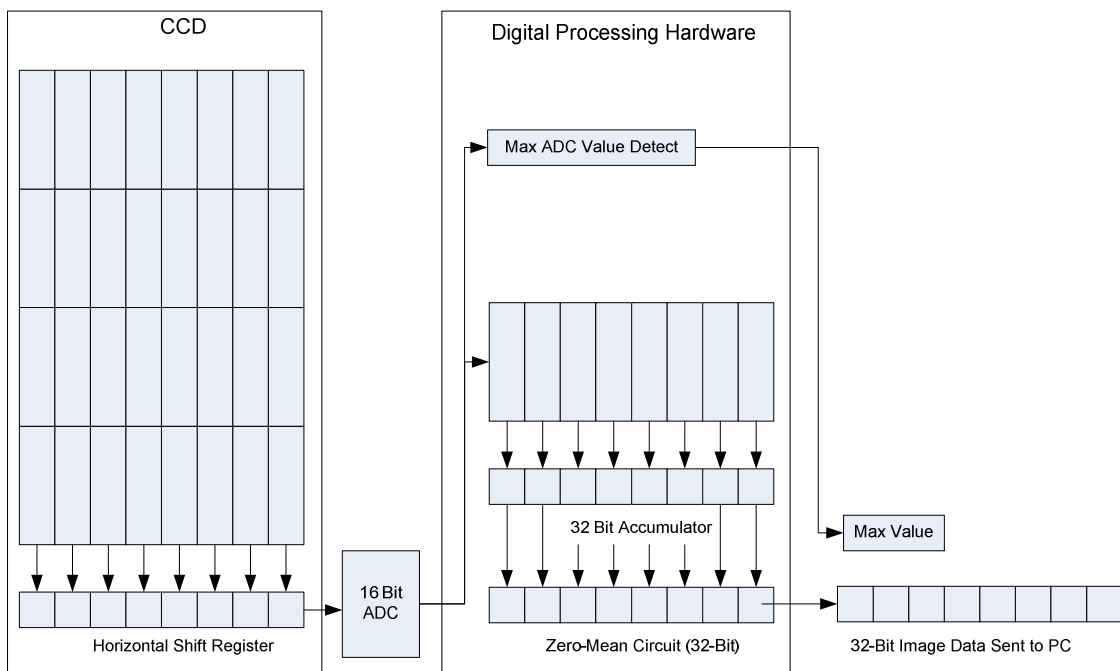 CCD
Digital Processing Hardware
Max ADC Value Detect
32 Bit Accumulator
Max Value
16 Bit
ADC
Horizontal Shift Register
Zero-Mean Circuit (32-Bit)
32-Bit Image Data Sent to PC